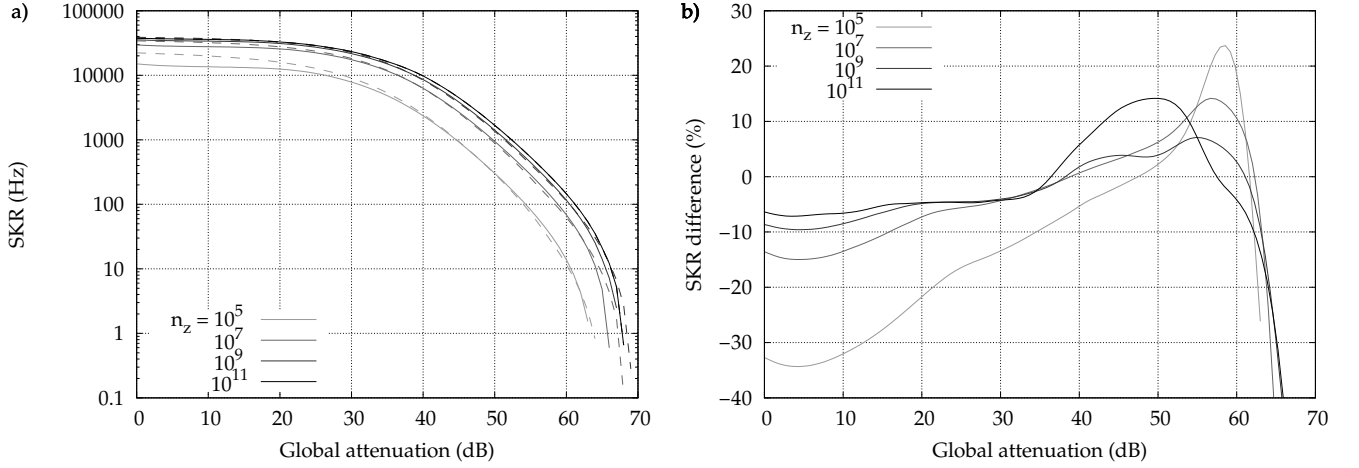 a)
SKR (Hz)
100000
10000
1000
100
10
1
0.1
n_z = 10^5
10^7
10^9
10^11
0 10 20 30 40 50 60 70
Global attenuation (dB)
b)
SKR difference (%)
30
20
10
0
−10
−20
−30
−40
n_z = 10^5
10^7
10^9
10^11
0 10 20 30 40 50 60 70
Global attenuation (dB)